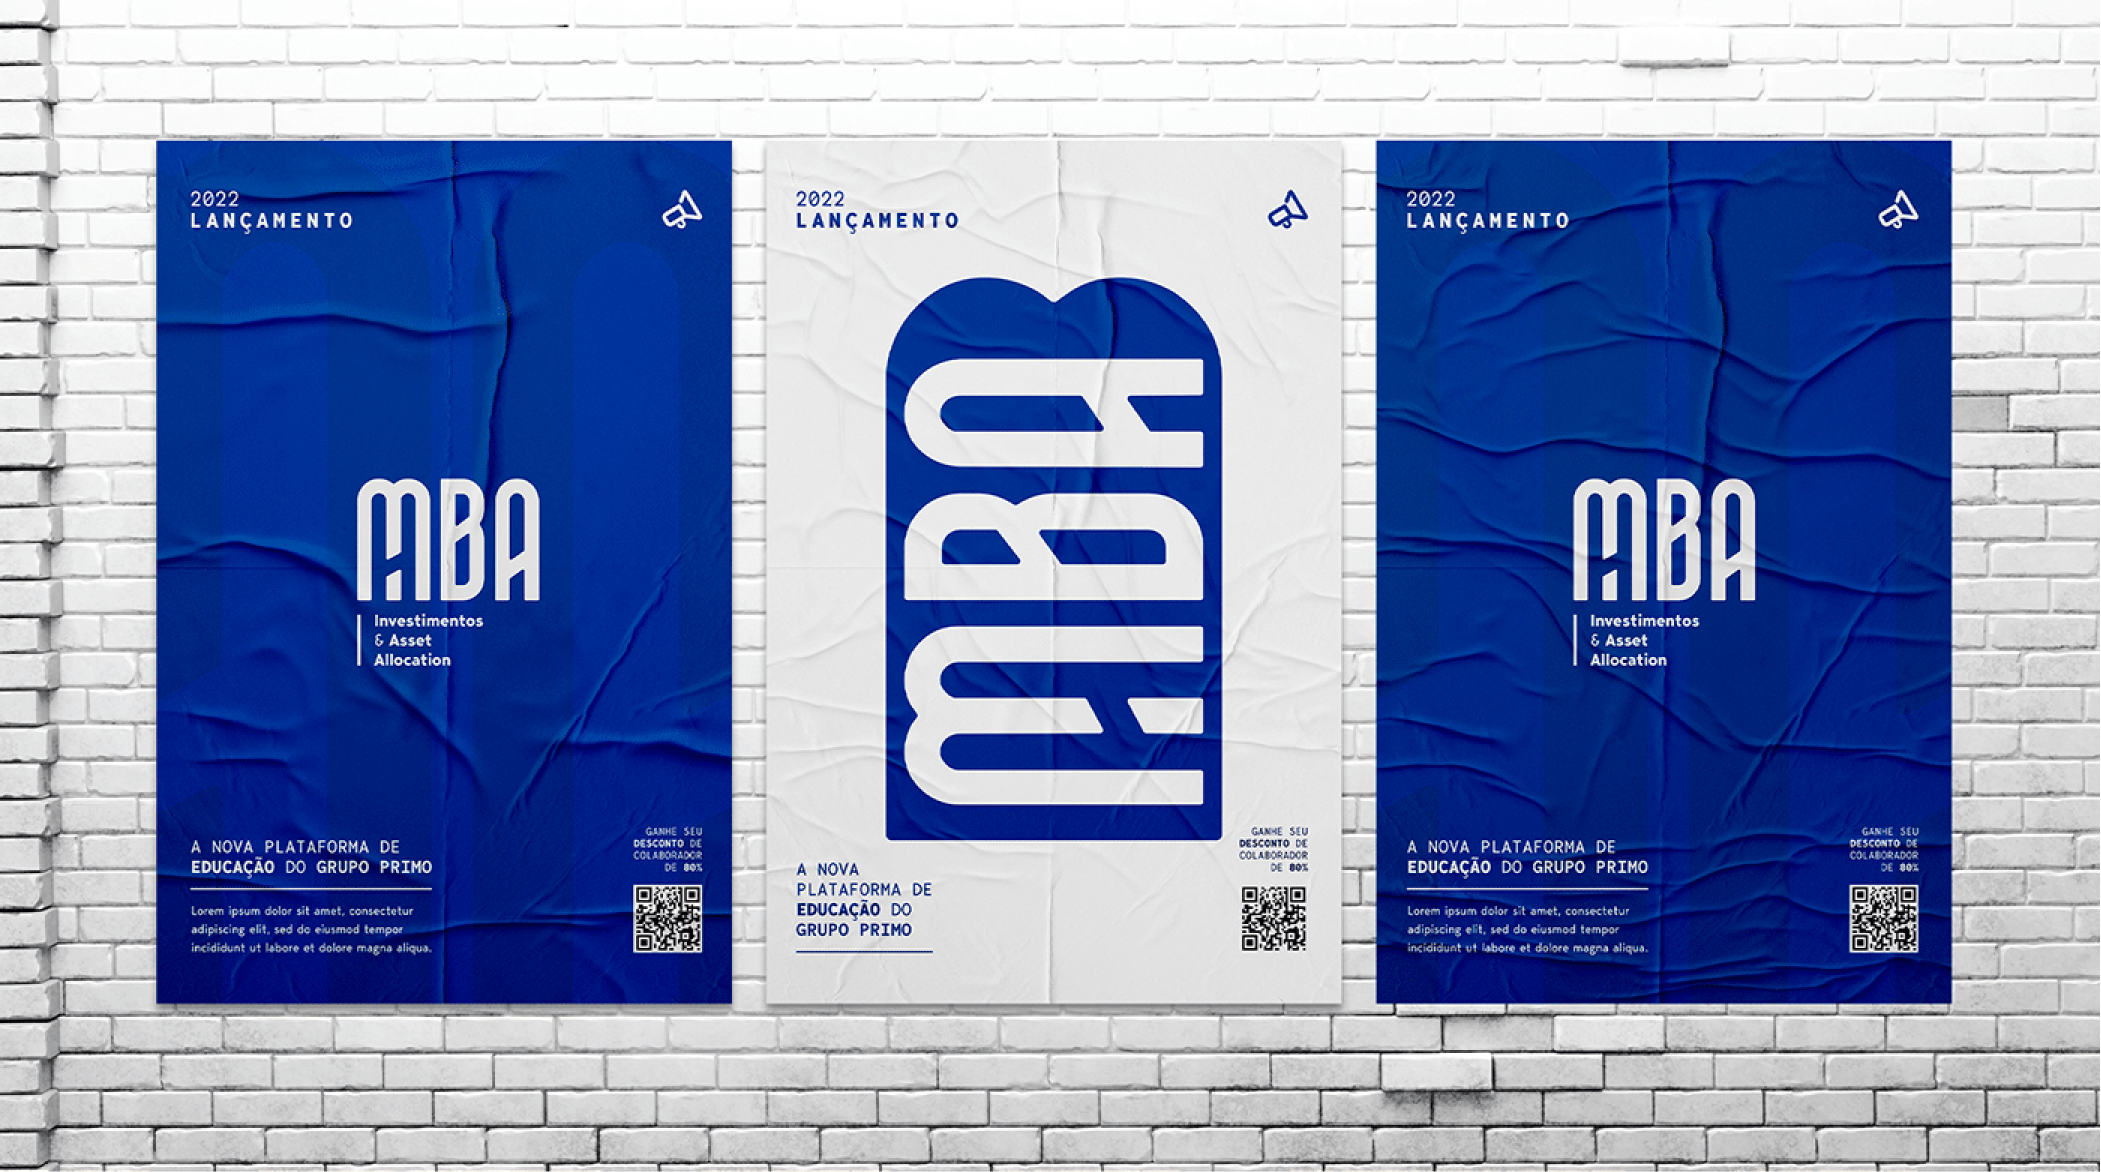 2022
LANÇAMENTO
MBA
Investimentos
& Asset
Allocation
A NOVA PLATAFORMA DE
EDUCAÇÃO DO GRUPO PRIMO
Lorem ipsum dolor sit amet, consectetur
adipiscing elit, sed do eiusmod tempor
incididunt ut labore et dolore magna aliqua.
GANHE SEU
DESCONTO DE
COLABORADOR
DE 80%
2022
LANÇAMENTO
MBA
A NOVA
PLATAFORMA DE
EDUCAÇÃO DO
GRUPO PRIMO
GANHE SEU
DESCONTO DE
COLABORADOR
DE 80%
2022
LANÇAMENTO
MBA
Investimentos
& Asset
Allocation
A NOVA PLATAFORMA DE
EDUCAÇÃO DO GRUPO PRIMO
Lorem ipsum dolor sit amet, consectetur
adipiscing elit, sed do eiusmod tempor
incididunt ut labore et dolore magna aliqua.
GANHE SEU
DESCONTO DE
COLABORADOR
DE 80%